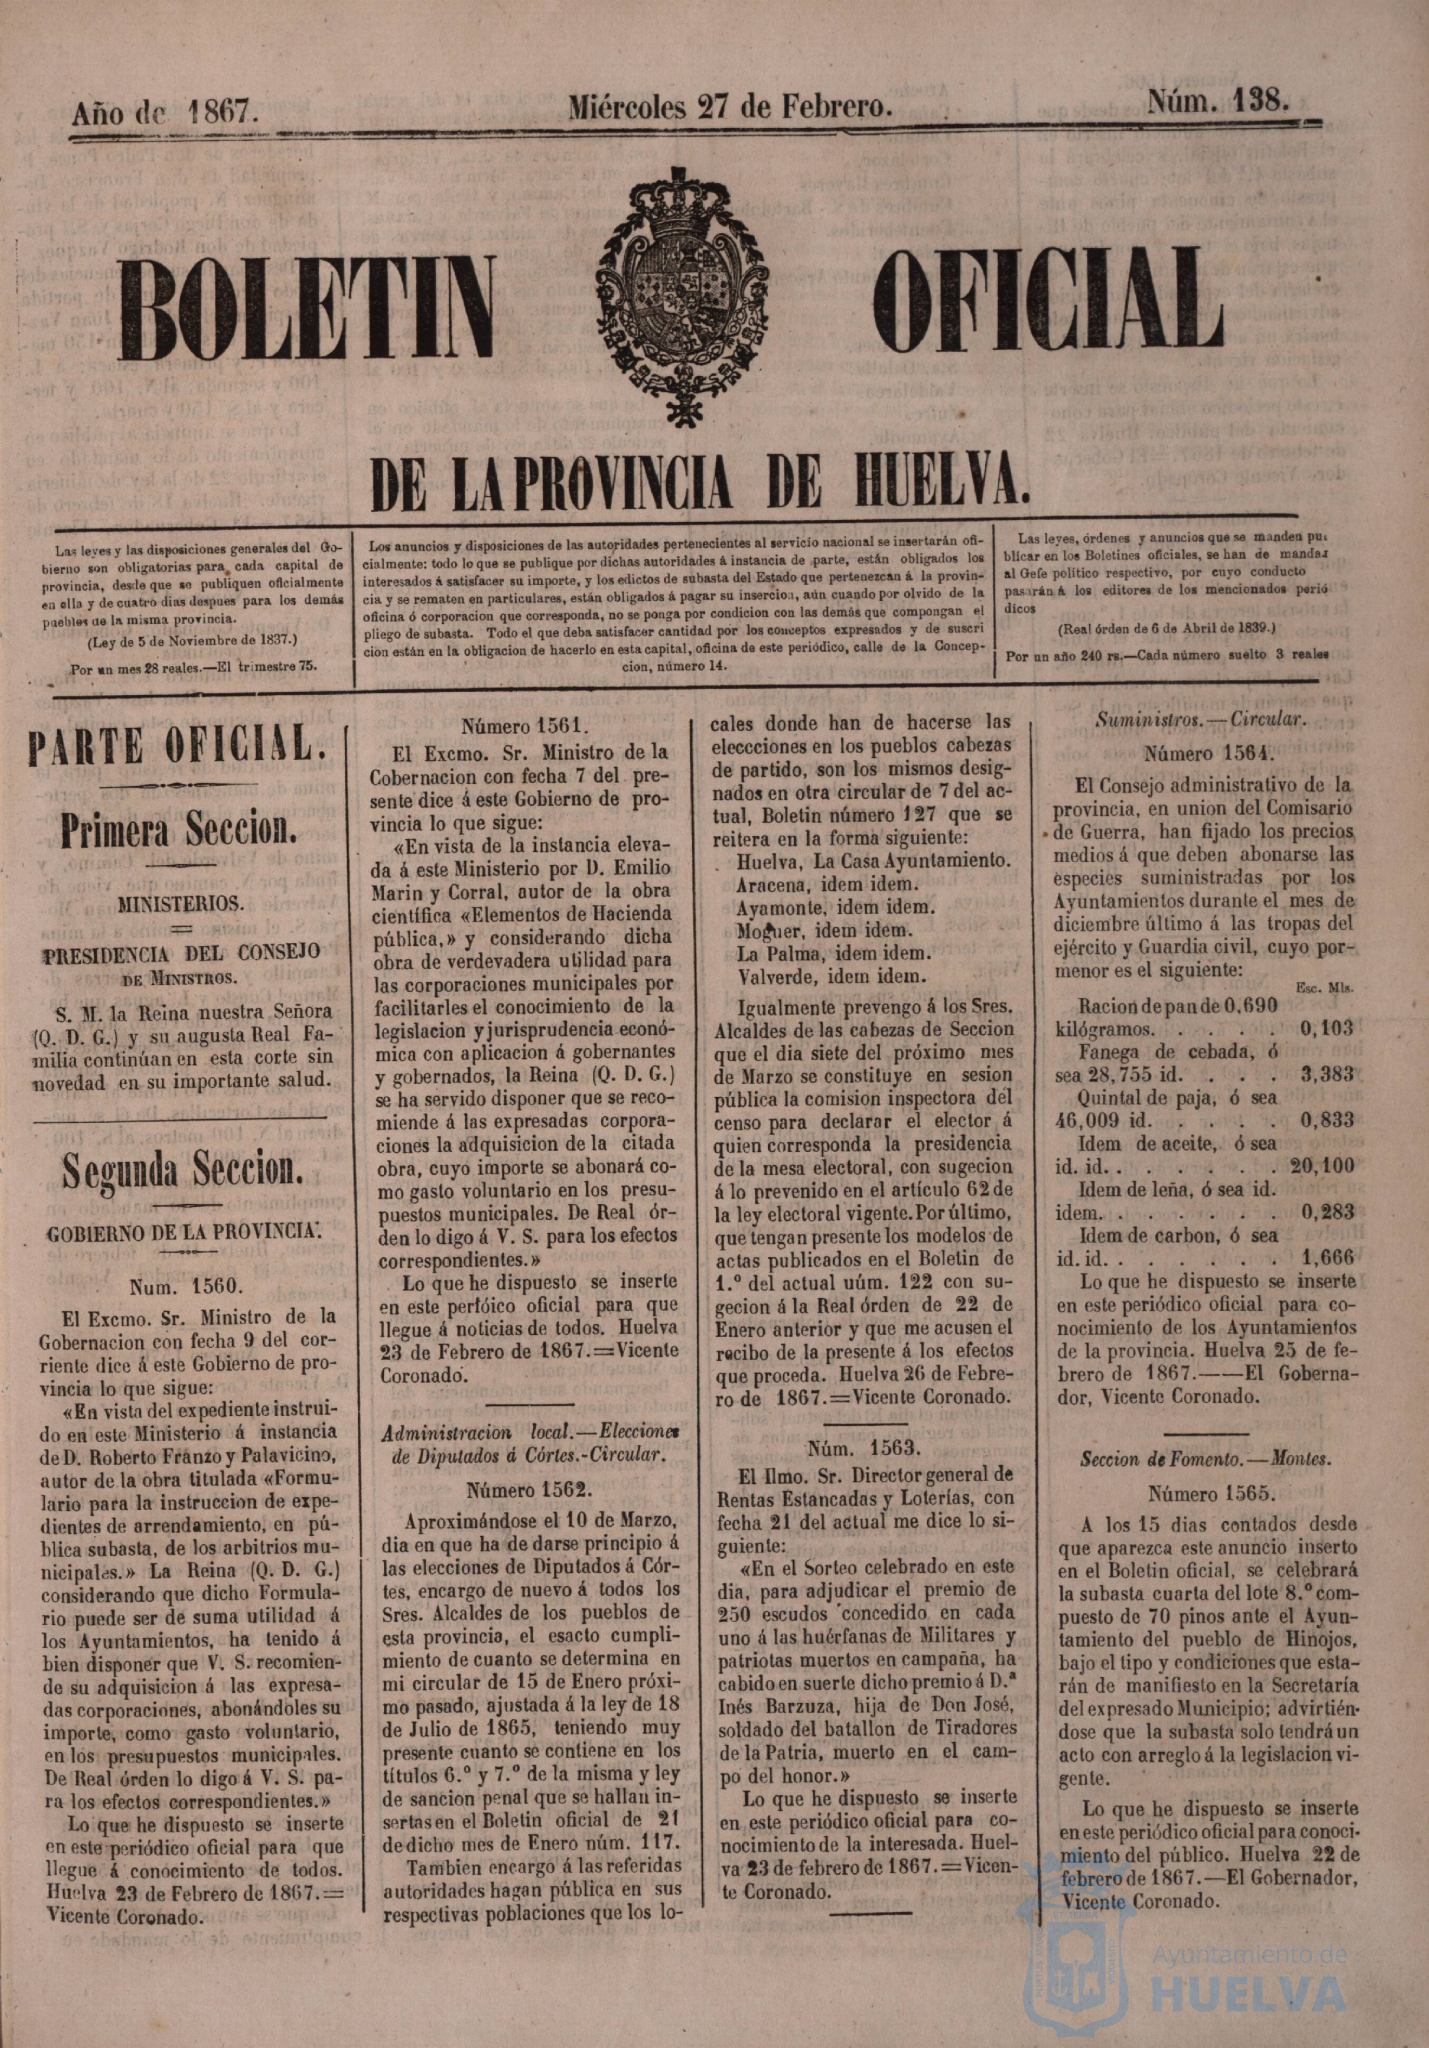 Año de 1867.
Miércoles 27 de Febrero.
Núm. 138.
BOLETIN OFICIAL
DE LA PROVINCIA DE HUELVA.
Las leyes y las disposiciones generales del Go-
bierno son obligatorias para cada capital de
provincia, desde que se publiquen oficialmente
en ella y de cuatro dias despues para los demás
pueblos de la misma provincia.
(Ley de 5 de Noviembre de 1837.)
Por un mes 28 reales.—El trimestre 75.
Los anuncios y disposiciones de las autoridades pertenecientes al servicio nacional se insertarán ofi-
cialmente: todo lo que se publique por dichas autoridades á instancia de parte, están obligados los
interesados á satisfacer su importe, y los edictos de subasta del Estado que pertenezcan á la provin-
cia y se rematen en particulares, están obligados á pagar su insercion, aún cuando por olvido de la
oficina ó corporacion que corresponda, no se ponga por condicion con las demás que compongan el
pliego de subasta. Todo el que deba satisfacer cantidad por los conceptos expresados y de suscri
cion están en la obligacion de hacerlo en esta capital, oficina de este periódico, calle de la Concep-
cion, número 14.
Las leyes, órdenes y anuncios que se manden pu
blicar en los Boletines oficiales, se han de mandar
al Gefe político respectivo, por cuyo conducto
pasarán á los editores de los mencionados perió
dicos
(Real órden de 6 de Abril de 1839.)
Por un año 240 rs.—Cada número suelto 3 reales
PARTE OFICIAL.
Primera Seccion.
MINISTERIOS.
PRESIDENCIA DEL CONSEJO
DE MINISTROS.
S. M. la Reina nuestra Señora
(Q. D. G.) y su augusta Real Fa-
milia continúan en esta corte sin
novedad en su importante salud.
Segunda Seccion.
GOBIERNO DE LA PROVINCIA.
Num. 1560.
El Excmo. Sr. Ministro de la
Gobernacion con fecha 9 del cor-
riente dice á este Gobierno de pro-
vincia lo que sigue:
«En vista del expediente instrui-
do en este Ministerio á instancia
de D. Roberto Franzo y Palavicino,
autor de la obra titulada «Formu-
lario para la instruccion de expe-
dientes de arrendamiento, en pú-
blica subasta, de los arbitrios mu-
nicipales.» La Reina (Q. D. G.)
considerando que dicho Formula-
rio puede ser de suma utilidad á
los Ayuntamientos, ha tenido á
bien disponer que V. S. recomien-
de su adquisicion á las expresa-
das corporaciones, abonándoles su
importe, como gasto voluntario,
en los presupuestos municipales.
De Real órden lo digo á V. S. pa-
ra los efectos correspondientes.»
Lo que he dispuesto se inserte
en este periódico oficial para que
llegue á conocimiento de todos.
Huelva 23 de Febrero de 1867.=
Vicente Coronado.
Número 1561.
El Excmo. Sr. Ministro de la
Cobernacion con fecha 7 del pre-
sente dice á este Gobierno de pro-
vincia lo que sigue:
«En vista de la instancia eleva-
da á este Ministerio por D. Emilio
Marin y Corral, autor de la obra
científica «Elementos de Hacienda
pública,» y considerando dicha
obra de verdevadera utilidad para
las corporaciones municipales por
facilitarles el conocimiento de la
legislacion y jurisprudencia econó-
mica con aplicacion á gobernantes
y gobernados, la Reina (Q. D. G.)
se ha servido disponer que se reco-
miende á las expresadas corpora-
ciones la adquisicion de la citada
obra, cuyo importe se abonará co-
mo gasto voluntario en los presu-
puestos municipales. De Real ór-
den lo digo á V. S. para los efectos
correspondientes.»
Lo que he dispuesto se inserte
en este perfóico oficial para que
llegue á noticias de todos. Huelva
23 de Febrero de 1867.=Vicente
Coronado.
Administracion local.—Elecciones
de Diputados á Córtes.-Circular.
Número 1562.
Aproximándose el 10 de Marzo,
dia en que ha de darse principio á
las elecciones de Diputados á Cór-
tes, encargo de nuevo á todos los
Sres. Alcaldes de los pueblos de
esta provincia, el esacto cumpli-
miento de cuanto se determina en
mi circular de 15 de Enero próxi-
mo pasado, ajustada á la ley de 18
de Julio de 1865, teniendo muy
presente cuanto se contiene en los
títulos 6.º y 7.º de la misma y ley
de sancion penal que se hallan in-
sertas en el Boletin oficial de 21
de dicho mes de Enero núm. 117.
Tambien encargo á las referidas
autoridades hagan pública en sus
respectivas poblaciones que los lo-
cales donde han de hacerse las
eleccciones en los pueblos cabezas
de partido, son los mismos desig-
nados en otra circular de 7 del ac-
tual, Boletin número 127 que se
reitera en la forma siguiente:
Huelva, La Casa Ayuntamiento.
Aracena, idem idem.
Ayamonte, idem idem.
Moguer, idem idem.
La Palma, idem idem.
Valverde, idem idem.
Igualmente prevengo á los Sres.
Alcaldes de las cabezas de Seccion
que el dia siete del próximo mes
de Marzo se constituye en sesion
pública la comision inspectora del
censo para declarar el elector á
quien corresponda la presidencia
de la mesa electoral, con sugecion
á lo prevenido en el artículo 62 de
la ley electoral vigente. Por último,
que tengan presente los modelos de
actas publicados en el Boletin de
1.º del actual uúm. 122 con su-
gecion á la Real órden de 22 de
Enero anterior y que me acusen el
recibo de la presente á los efectos
que proceda. Huelva 26 de Febre-
ro de 1867.=Vicente Coronado.
Núm. 1563.
El Ilmo. Sr. Director general de
Rentas Estancadas y Loterías, con
fecha 21 del actual me dice lo si-
guiente:
«En el Sorteo celebrado en este
dia, para adjudicar el premio de
250 escudos concedido en cada
uno á las huérfanas de Militares y
patriotas muertos en campaña, ha
cabido en suerte dicho premio á D.ª
Inés Barzuza, hija de Don José,
soldado del batallon de Tiradores
de la Patria, muerto en el cam-
po del honor.»
Lo que he dispuesto se inserte
en este periódico oficial para co-
nocimiento de la interesada. Huel-
va 23 de febrero de 1867.=Vicen-
te Coronado.
Suministros.—Circular.
Número 1564.
El Consejo administrativo de la
provincia, en union del Comisario
de Guerra, han fijado los precios
medios á que deben abonarse las
especies suministradas por los
Ayuntamientos durante el mes de
diciembre último á las tropas del
ejército y Guardia civil, cuyo por-
menor es el siguiente:
Esc. Mls.
Racion de pan de 0,690
kilógramos. . . . . 0,103
Fanega de cebada, ó
sea 28,755 id. . . . 3,383
Quintal de paja, ó sea
46,009 id. . . . . 0,833
Idem de aceite, ó sea
id. id. . . . . . . 20,100
Idem de leña, ó sea id.
idem. . . . . . . 0,283
Idem de carbon, ó sea
id. id. . . . . . . 1,666
Lo que he dispuesto se inserte
en este periódico oficial para co-
nocimiento de los Ayuntamientos
de la provincia. Huelva 25 de fe-
brero de 1867.——El Goberna-
dor, Vicente Coronado.
Seccion de Fomento.—Montes.
Número 1565.
A los 15 dias contados desde
que aparezca este anuncio inserto
en el Boletin oficial, se celebrará
la subasta cuarta del lote 8.º com-
puesto de 70 pinos ante el Ayun-
tamiento del pueblo de Hinojos,
bajo el tipo y condiciones que esta-
rán de manifiesto en la Secretaría
del expresado Municipio; advirtién-
dose que la subasta solo tendrá un
acto con arreglo á la legislacion vi-
gente.
Lo que he dispuesto se inserte
en este periódico oficial para conoci-
miento del público. Huelva 22 de
febrero de 1867.—El Gobernador,
Vicente Coronado.
Ayuntamiento de
HUELVA